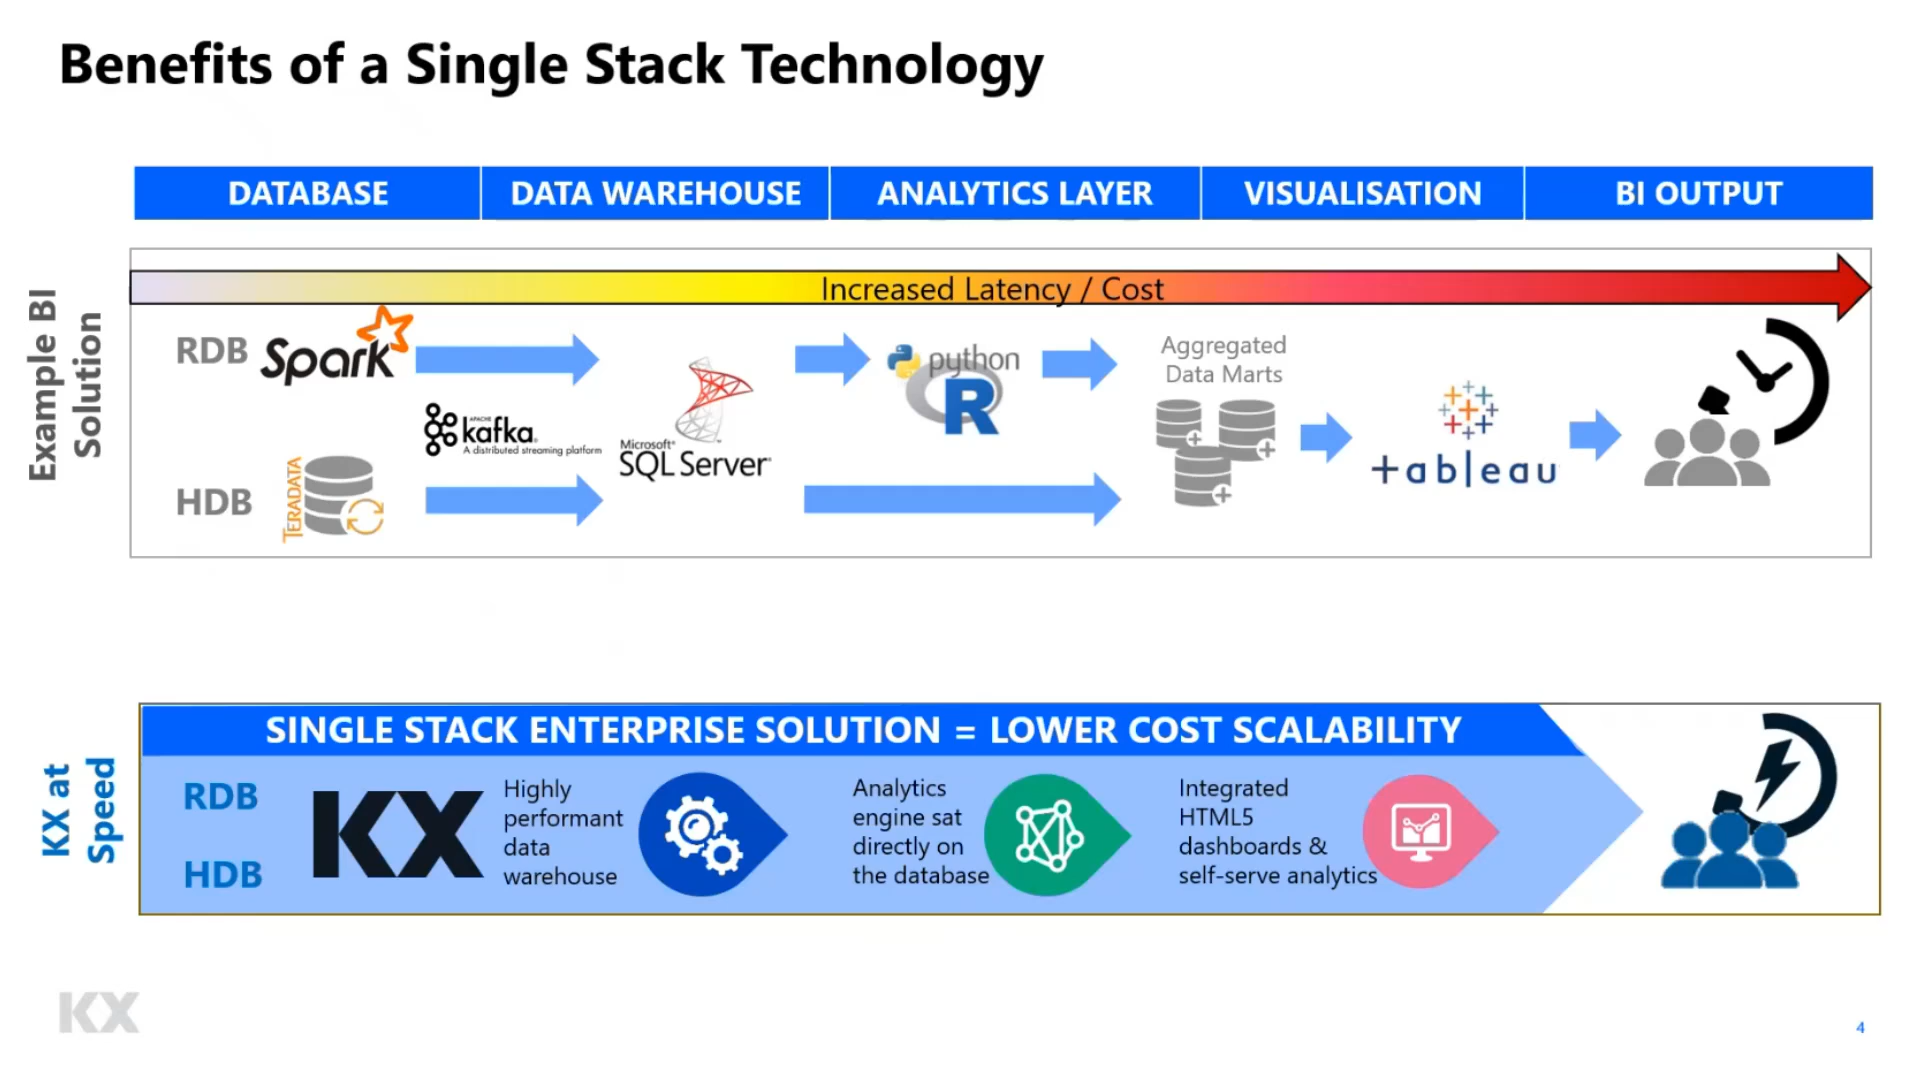 Benefits of a Single Stack Technology
DATABASE
DATA WAREHOUSE
ANALYTICS LAYER
VISUALISATION
BI OUTPUT
Example BI
Solution
Increased Latency / Cost
RDB
Spark
APACHE
kafka
A distributed streaming platform
Microsoft
SQL Server
python
R
Aggregated
Data Marts
+ableau
HDB
TERADATA
KX at
Speed
SINGLE STACK ENTERPRISE SOLUTION = LOWER COST SCALABILITY
RDB
HDB
KX
Highly
performant
data
warehouse
Analytics
engine sat
directly on
the database
Integrated
HTML5
dashboards &
self-serve analytics
KX
4